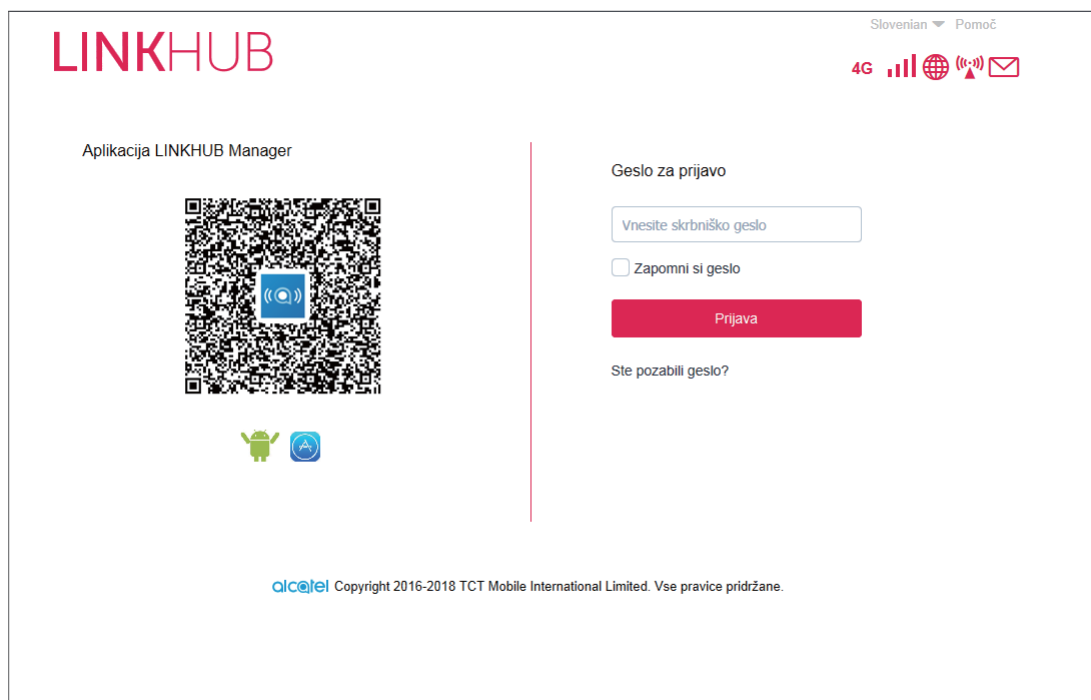 LINKHUB
Slovenian Pomoč
4G
Aplikacija LINKHUB Manager
Geslo za prijavo
Vnesite skrbniško geslo
Zapomni si geslo
Prijava
Ste pozabili geslo?
alcatel Copyright 2016-2018 TCT Mobile International Limited. Vse pravice pridržane.